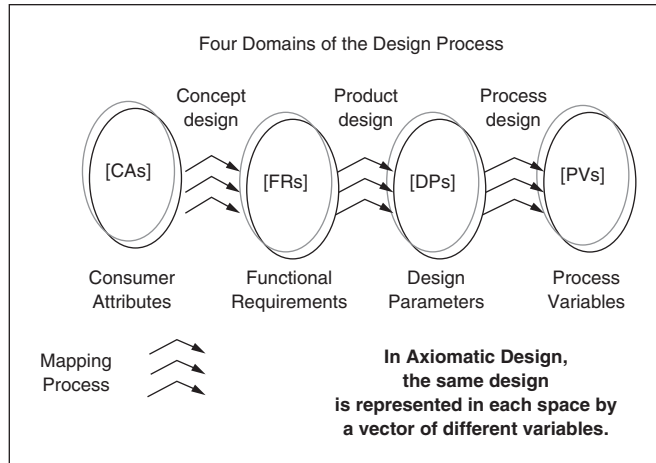 Four Domains of the Design Process
Concept
design
Product
design
Process
design
[CAs]
[FRs]
[DPs]
[PVs]
Consumer
Attributes
Functional
Requirements
Design
Parameters
Process
Variables
Mapping
Process
In Axiomatic Design,
the same design
is represented in each space by
a vector of different variables.